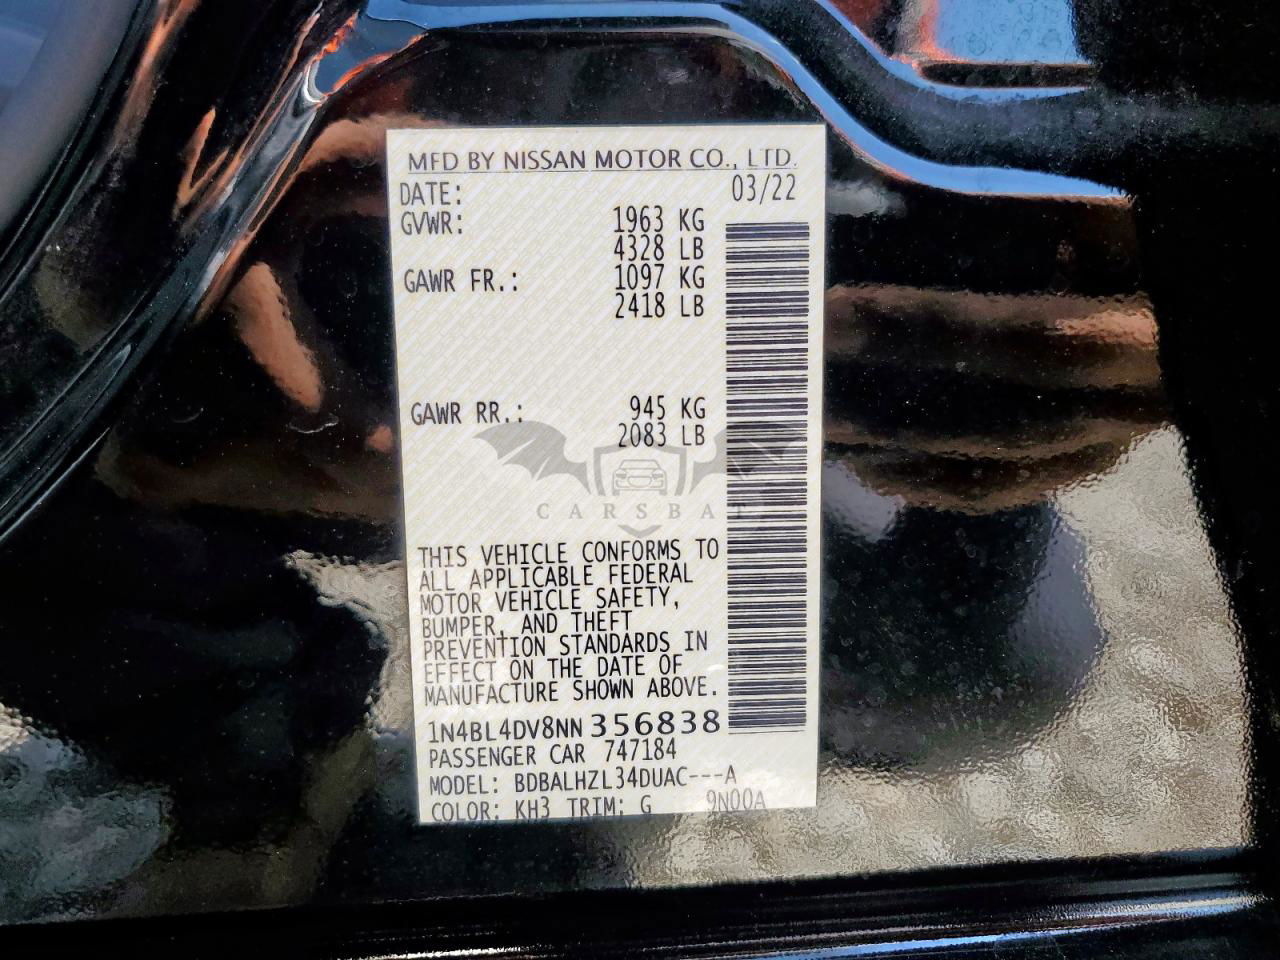 MFD BY NISSAN MOTOR CO., LTD.
DATE: 03/22
GVWR: 1963 KG
4328 LB
GAWR FR.: 1097 KG
2418 LB
GAWR RR.: 945 KG
2083 LB
CARSBAT
THIS VEHICLE CONFORMS TO
ALL APPLICABLE FEDERAL
MOTOR VEHICLE SAFETY,
BUMPER, AND THEFT
PREVENTION STANDARDS IN
EFFECT ON THE DATE OF
MANUFACTURE SHOWN ABOVE.
1N4BL4DV8NN356838
PASSENGER CAR 747184
MODEL: BDBALHZL34DUAC---A
COLOR: KH3 TRIM: G 9N00A